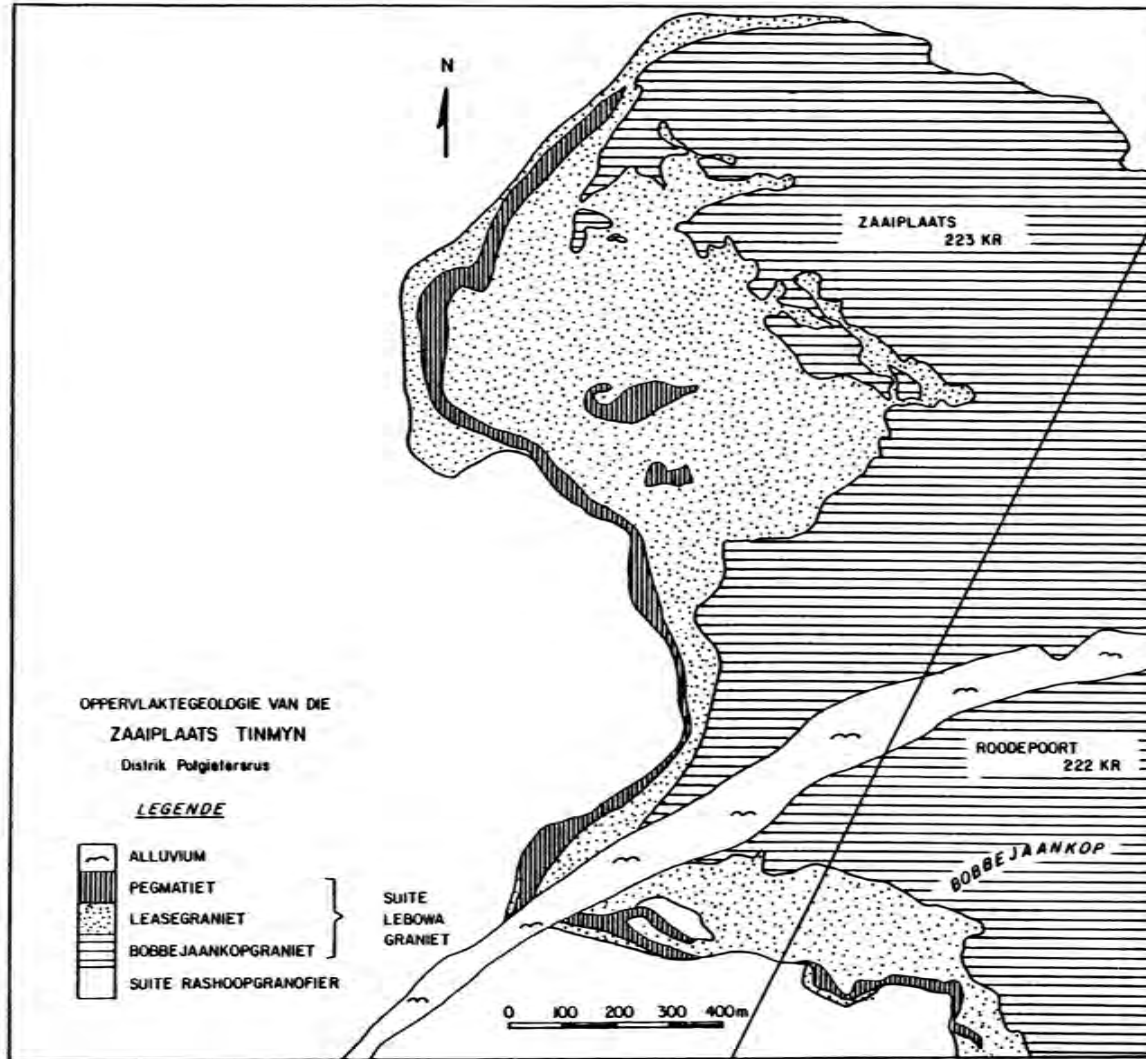 N
ZAAIPLAATS
223 KR
OPPERVLAKTEGEOLOGIE VAN DIE
ZAAIPLAATS TINMYN
Distrik Potgietersrus
LEGENDE
ALLUVIUM
PEGMATIET
LEASEGRANIET
BOBBEJAANKOPGRANIET
SUITE RASHOOPGRANOFIER
SUITE
LEBOWA
GRANIET
ROODEPOORT
222 KR
BOBBEJAANKOP
0 100 200 300 400m